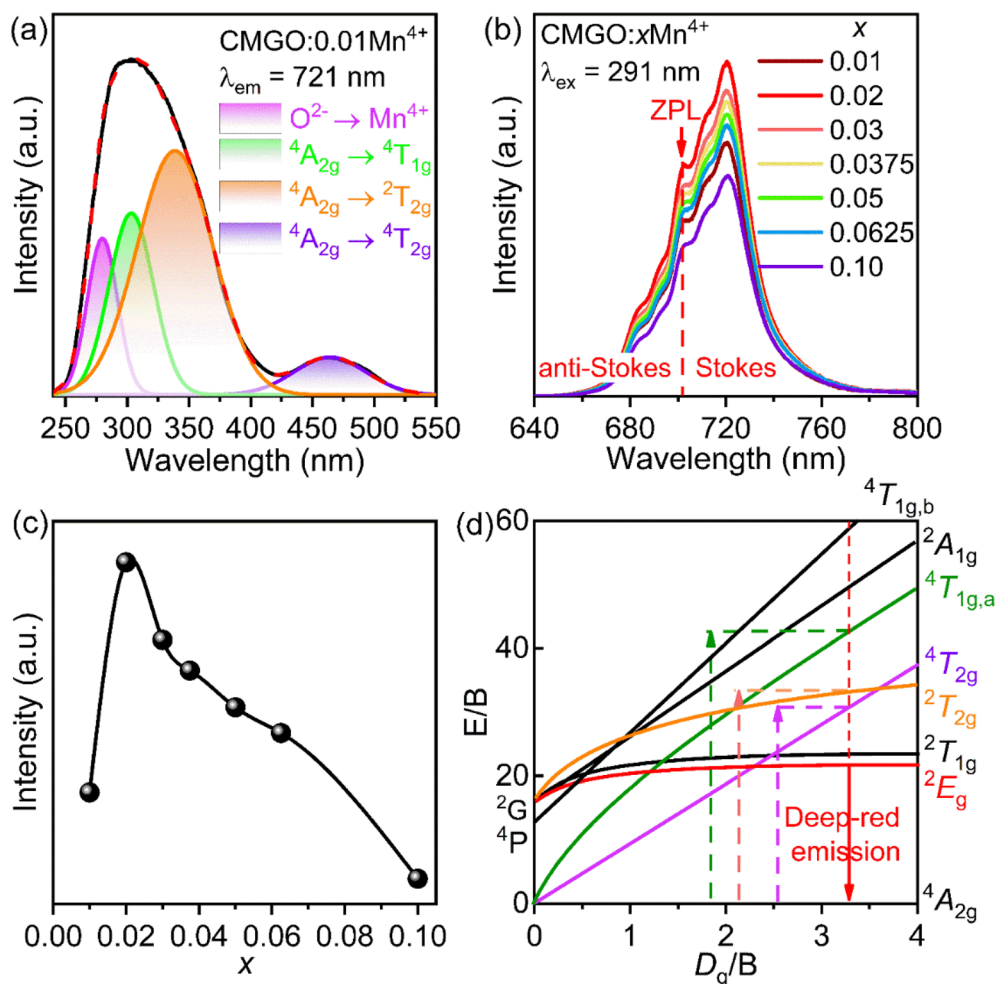 (a)
CMGO:0.01Mn⁴⁺
λem = 721 nm
O²⁻ → Mn⁴⁺
⁴A2g → ⁴T1g
⁴A2g → ²T2g
⁴A2g → ⁴T2g
Intensity (a.u.)
250 300 350 400 450 500 550
Wavelength (nm)
(b)
CMGO:xMn⁴⁺
λex = 291 nm
x
0.01
0.02
0.03
0.0375
0.05
0.0625
0.10
ZPL
anti-Stokes
Stokes
Intensity (a.u.)
640 680 720 760 800
Wavelength (nm)
(c)
Intensity (a.u.)
0.00 0.02 0.04 0.06 0.08 0.10
x
(d)
⁴T1g,b
²A1g
⁴T1g,a
⁴T2g
²T2g
²T1g
²Eg
⁴A2g
60
40
20
0
E/B
²G
⁴P
Deep-red
emission
0 1 2 3 4
Dq/B